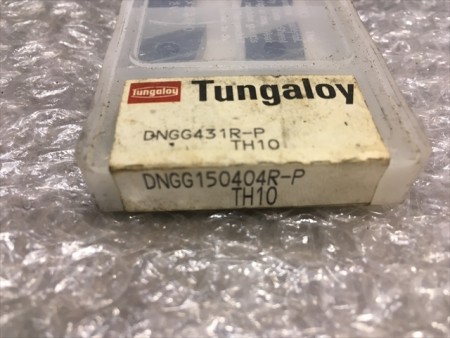 Tungaloy Tungaloy
DNGG431R-P
TH10
DNGG150404R-P
TH10